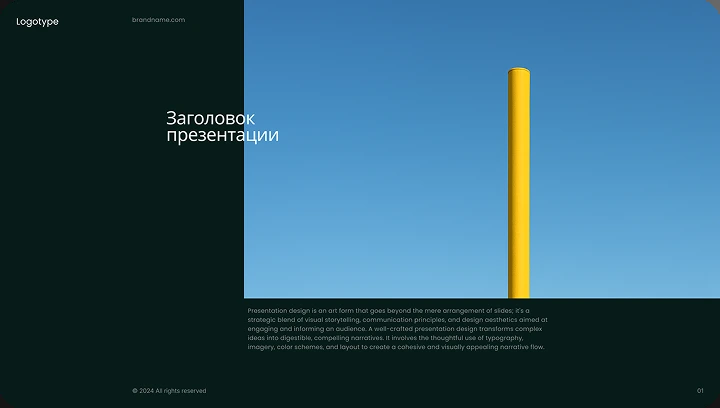 Logotype
brandname.com
Заголовок
презентации
Presentation design is an art form that goes beyond the mere arrangement of slides; it's a
strategic blend of visual storytelling, communication principles, and design aesthetics aimed at
engaging and informing an audience. A well-crafted presentation design transforms complex
ideas into digestible, compelling narratives. It involves the thoughtful use of typography,
imagery, color schemes, and layout to create a cohesive and visually appealing narrative flow.
© 2024 All rights reserved
01